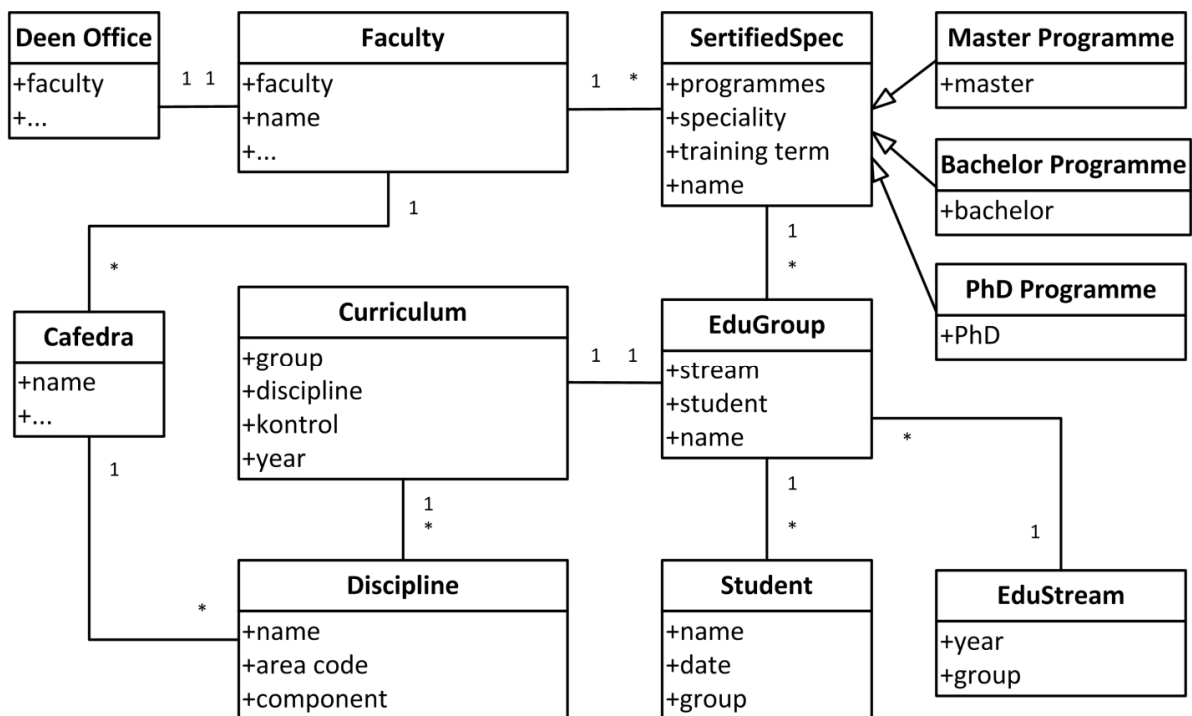 Deen Office
+faculty
+...
1 1
Faculty
+faculty
+name
+...
1 *
SertifiedSpec
+programmes
+speciality
+training term
+name
Master Programme
+master
Bachelor Programme
+bachelor
PhD Programme
+PhD
1
*
1
*
Cafedra
+name
+...
Curriculum
+group
+discipline
+kontrol
+year
1 1
EduGroup
+stream
+student
+name
*
1
1
*
1
*
1
*
Discipline
+name
+area code
+component
Student
+name
+date
+group
EduStream
+year
+group